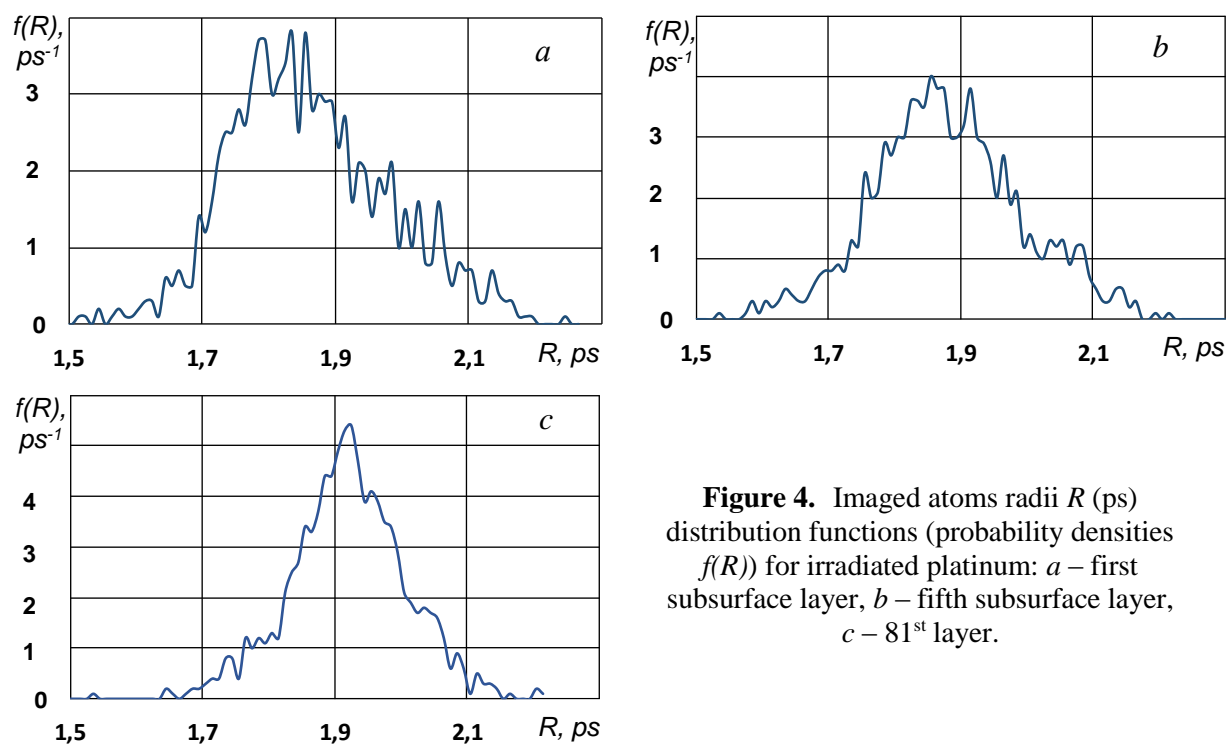 f(R),
ps-1
a
3
2
1
0
1,5
1,7
1,9
2,1
R, ps
f(R),
ps-1
b
3
2
1
0
1,5
1,7
1,9
2,1
R, ps
f(R),
ps-1
c
4
3
2
1
0
1,5
1,7
1,9
2,1
R, ps
Figure 4. Imaged atoms radii R (ps)
distribution functions (probability densities
f(R)) for irradiated platinum: a – first
subsurface layer, b – fifth subsurface layer,
c – 81st layer.